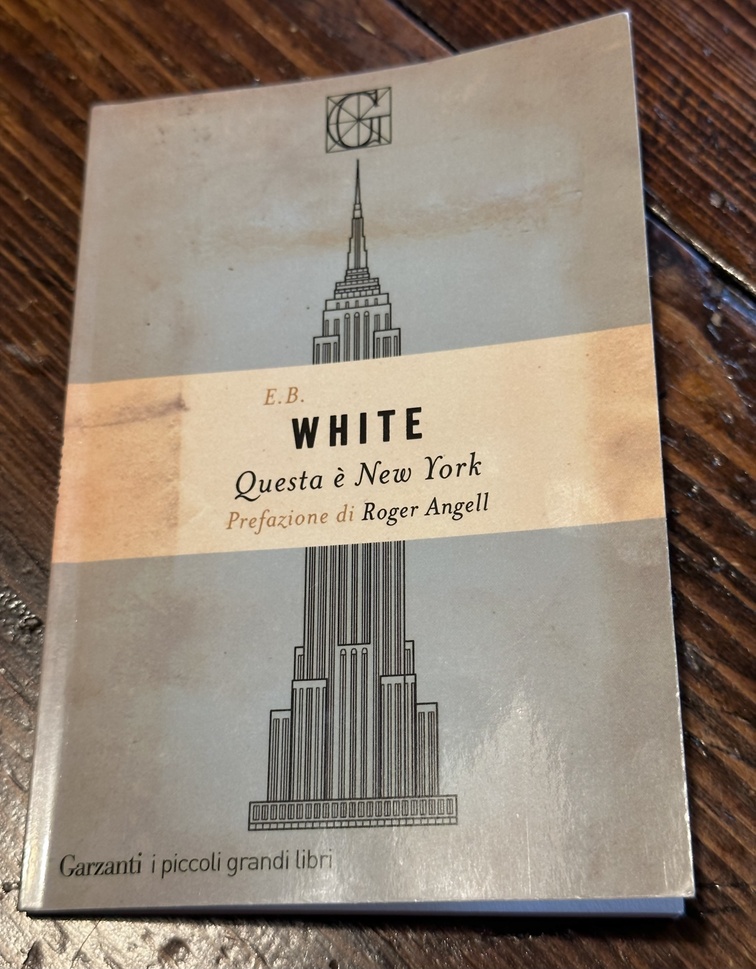 G
E.B.
WHITE
Questa è New York
Prefazione di Roger Angell
Garzanti i piccoli grandi libri